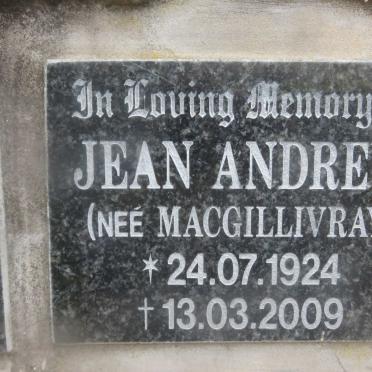 In Loving Memory
JEAN ANDRE
(NEÉ MACGILLIVRAY
* 24.07.1924
† 13.03.2009